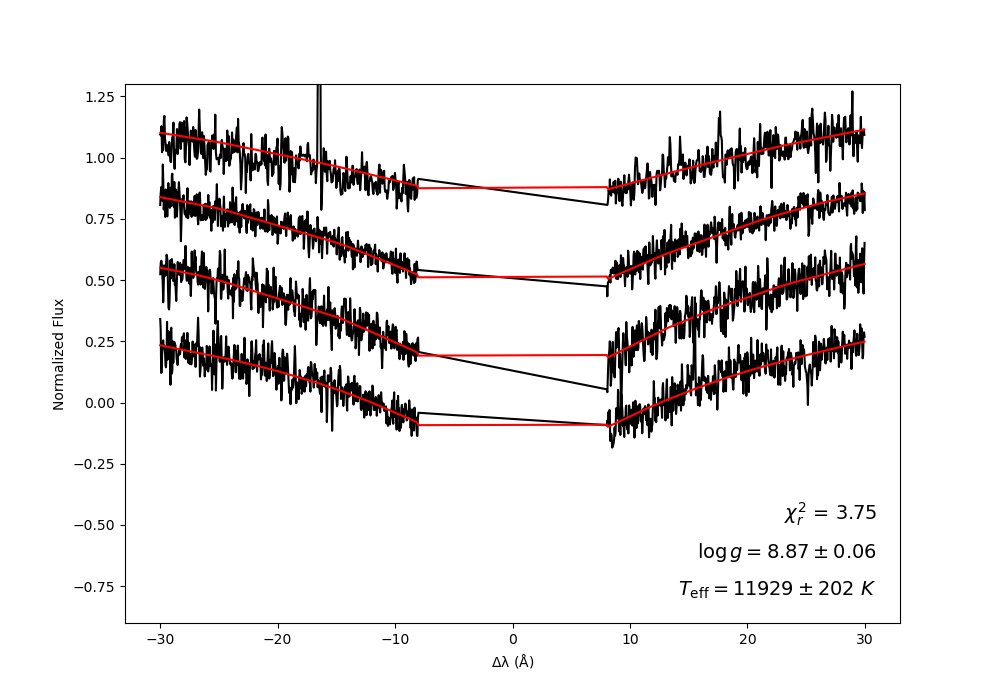 1.25
1.00
0.75
0.50
0.25
0.00
−0.25
−0.50
−0.75
Normalized Flux
χ²ᵣ = 3.75
log g = 8.87 ± 0.06
T_eff = 11929 ± 202 K
−30 −20 −10 0 10 20 30
Δλ (Å)